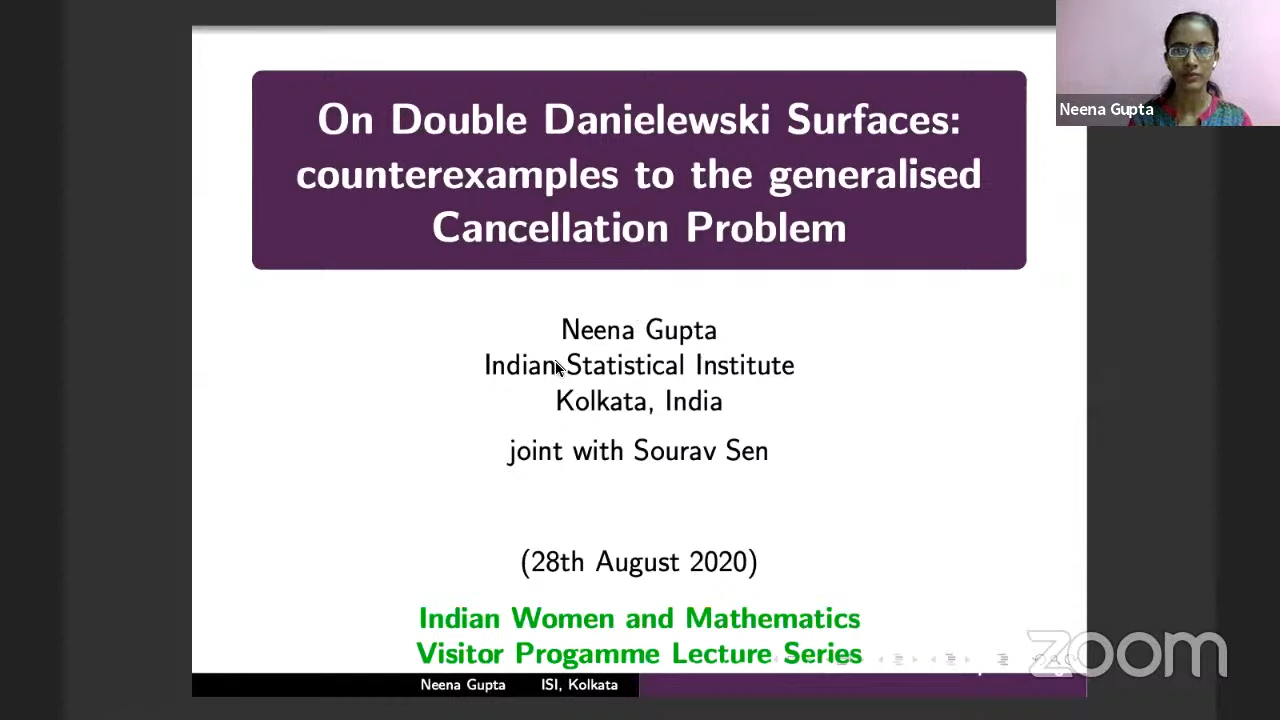 On Double Danielewski Surfaces:
counterexamples to the generalised
Cancellation Problem
Neena Gupta
Neena Gupta
Indian Statistical Institute
Kolkata, India
joint with Sourav Sen
(28th August 2020)
Indian Women and Mathematics
Visitor Progamme Lecture Series
zoom
Neena Gupta ISI, Kolkata